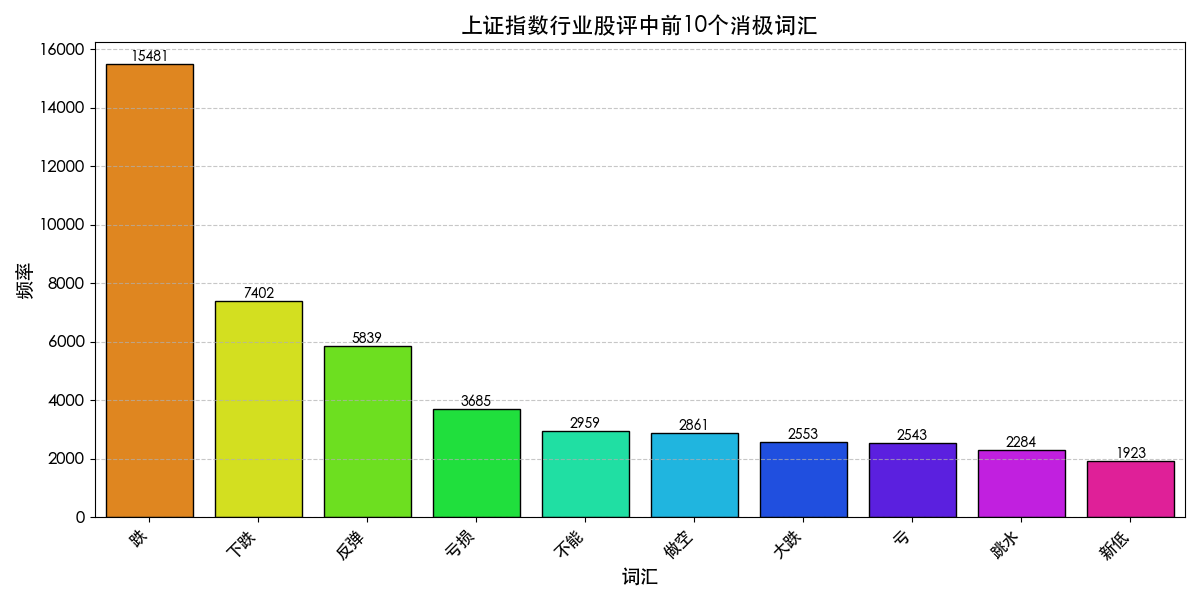 上证指数行业股评中前10个消极词汇
频率
16000
14000
12000
10000
8000
6000
4000
2000
0
15481
7402
5839
3685
2959
2861
2553
2543
2284
1923
跌
下跌
反弹
亏损
不能
做空
大跌
亏
跳水
新低
词汇